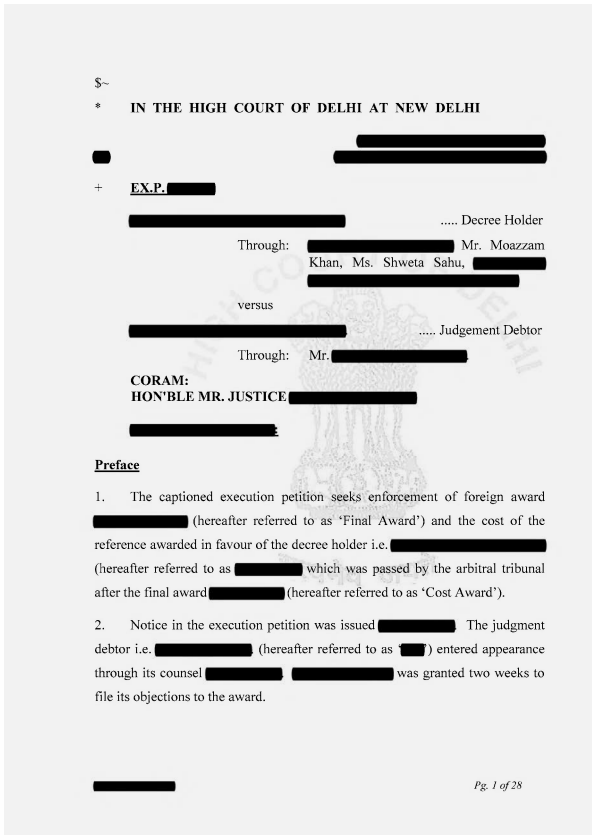 $~
* IN THE HIGH COURT OF DELHI AT NEW DELHI
+ EX.P.
..... Decree Holder
Through: Mr. Moazzam
Khan, Ms. Shweta Sahu,
versus
..... Judgement Debtor
Through: Mr.
CORAM:
HON'BLE MR. JUSTICE
:
Preface
1. The captioned execution petition seeks enforcement of foreign award
(hereafter referred to as ‘Final Award’) and the cost of the
reference awarded in favour of the decree holder i.e.
(hereafter referred to as which was passed by the arbitral tribunal
after the final award (hereafter referred to as ‘Cost Award’).
2. Notice in the execution petition was issued . The judgment
debtor i.e. , (hereafter referred to as ‘ ’) entered appearance
through its counsel . was granted two weeks to
file its objections to the award.
Pg. 1 of 28
HIGH COURT OF DELHI